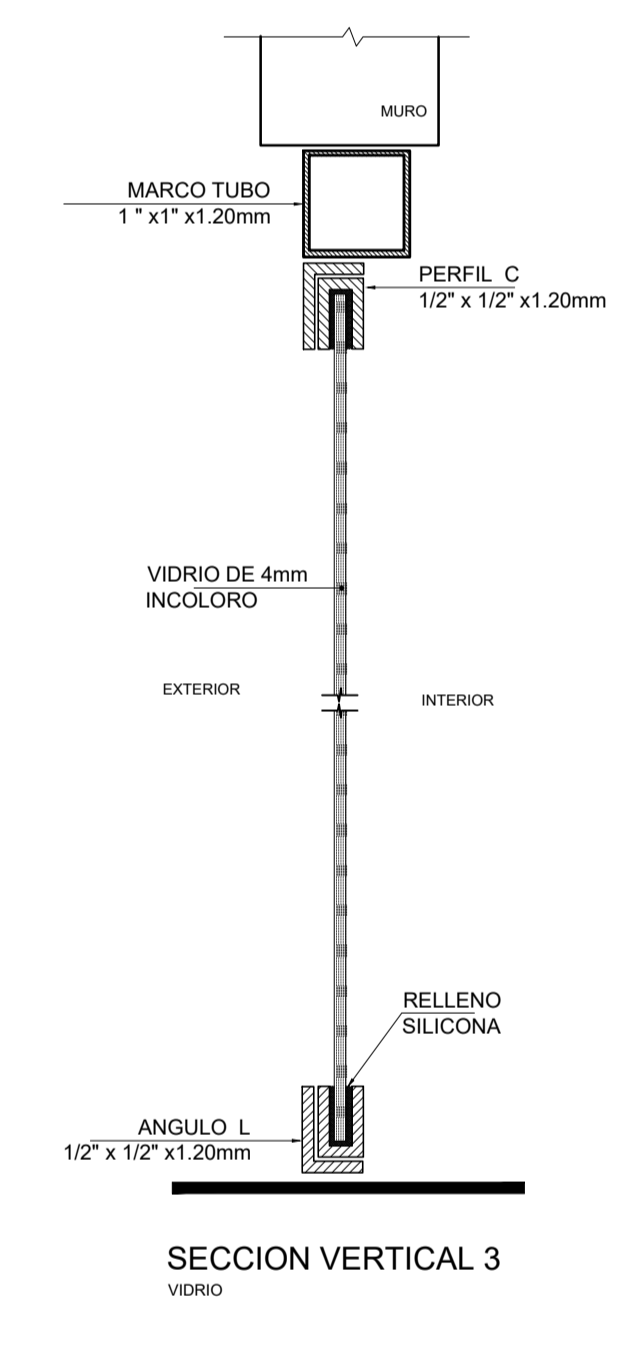 MURO
MARCO TUBO
1 " x1" x1.20mm
PERFIL C
1/2" x 1/2" x1.20mm
VIDRIO DE 4mm
INCOLORO
EXTERIOR
INTERIOR
RELLENO
SILICONA
ANGULO L
1/2" x 1/2" x1.20mm
SECCION VERTICAL 3
VIDRIO